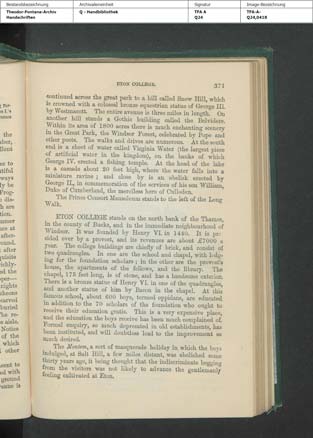 Bestandsbezeichnung Archivaleneinheit Signatur Image-Bezeichnung
Theodor-Fontane-Archiv Q - Handbibliothek TFA A TFA-A-
Handschriften Q24 Q24_0418
ETON COLLEGE. 371
continued across the great park to a hill called Snow Hill, which
is crowned with a colossal bronze equestrian statue of George III.
by Westmacott. The entire avenue is three miles in length. On
another hill stands a Gothic building called the Belvidere.
Within its area of 1800 acres there is much enchanting scenery
in the Great Park, the Windsor Forest, celebrated by Pope and
other poets. The walks and drives are numerous. At the south
end is a sheet of water called Virginia Water (the largest piece
of artificial water in the kingdom), on the banks of which
George IV. erected a fishing temple. At the head of the lake
is a cascade about 20 feet high, where the water falls into a
miniature ravine; and close by is an obelisk erected by
George II., in commemoration of the services of his son William,
Duke of Cumberland, the merciless hero of Culloden.
The Prince Consort Mausoleum stands to the left of the Long
Walk.
ETON COLLEGE stands on the north bank of the Thames,
in the county of Bucks, and in the immediate neighbourhood of
Windsor. It was founded by Henry VI. in 1440. It is pre-
sided over by a provost, and its revenues are about £7000 a
year. The college buildings are chiefly of brick, and consist of
two quadrangles. In one are the school and chapel, with lodg-
ing for the foundation scholars; in the other are the provost's
house, the apartments of the fellows, and the library. The
chapel, 175 feet long, is of stone, and has a handsome exterior.
There is a bronze statue of Henry VI. in one of the quadrangles,
and another statue of him by Bacon in the chapel. At this
famous school, about 600 boys, termed oppidans, are educated
in addition to the 70 scholars of the foundation who ought to
receive their education gratis. This is a very expensive place,
and the education the boys receive has been much complained of.
Formal enquiry, so much deprecated in old establishments, has
been instituted, and will doubtless lead to the improvement so
much desired.
The Montem, a sort of masquerade holiday in which the boys
indulged, at Salt Hill, a few miles distant, was abolished some
thirty years ago, it being thought that the indiscriminate begging
from the visitors was not likely to advance the gentlemanly
feeling cultivated at Eton.